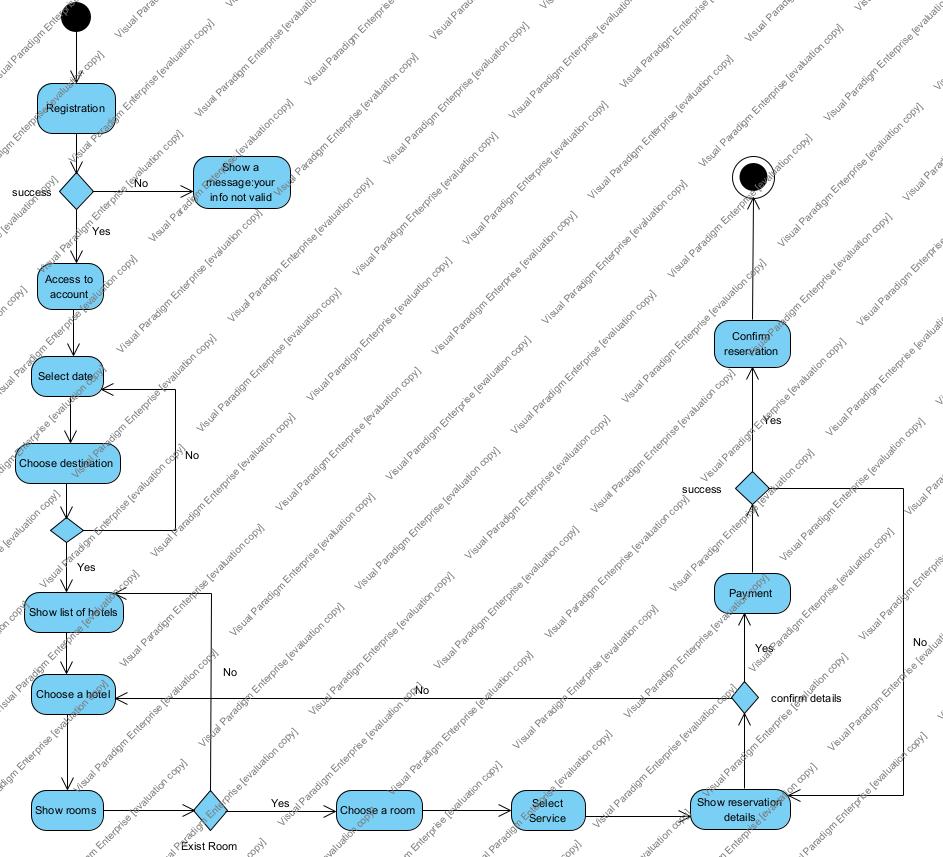 Registration
success
No
Show a
message:your
info not valid
Yes
Access to
account
Select date
Choose destination
No
Yes
Show list of hotels
No
Choose a hotel
Show rooms
Exist Room
Yes
Choose a room
Select
Service
Show reservation
details
confirm details
No
Yes
Payment
success
No
Yes
Confirm
reservation
Visual Paradigm Enterprise [evaluation copy]